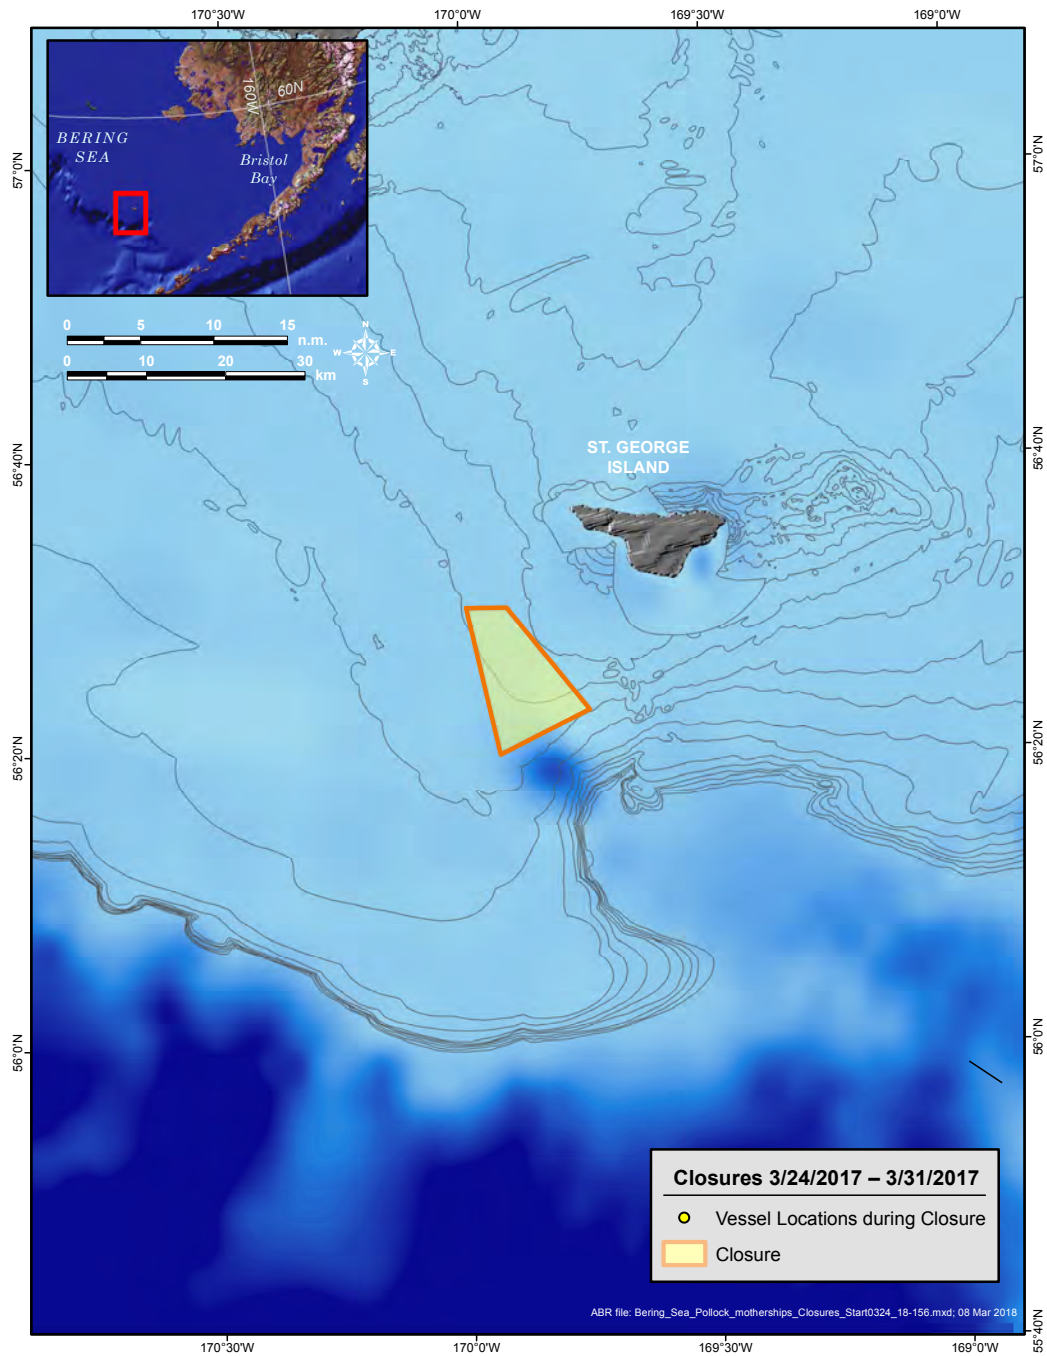 170°30'W 170°0'W 169°30'W 169°0'W
57°0'N
57°0'N
160W
60N
BERING
SEA
Bristol
Bay
0 5 10 15
n.m.
0 10 20 30
km
N
W E
S
56°40'N
56°40'N
ST. GEORGE
ISLAND
56°20'N
56°20'N
56°0'N
56°0'N
Closures 3/24/2017 – 3/31/2017
Vessel Locations during Closure
Closure
ABR file: Bering_Sea_Pollock_motherships_Closures_Start0324_18-156.mxd; 08 Mar 2018
55°40'N
170°30'W 170°0'W 169°30'W 169°0'W